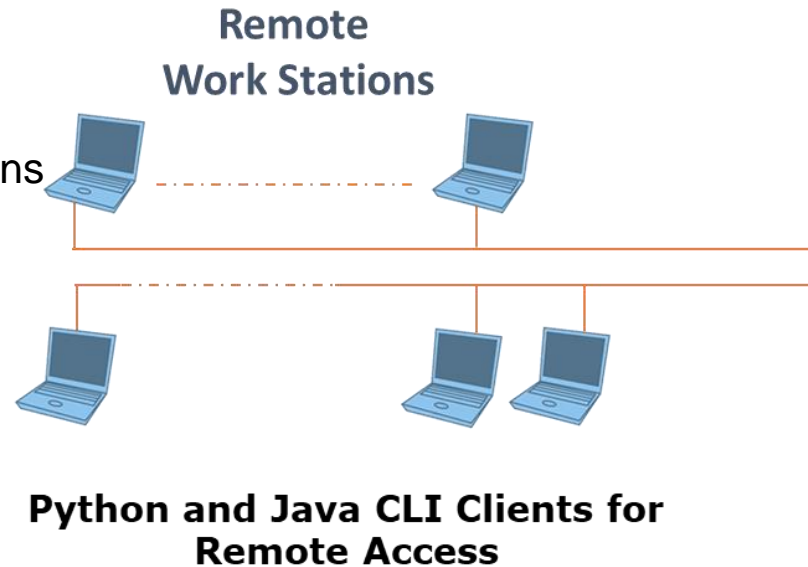 Remote
Work Stations
ns
Python and Java CLI Clients for
Remote Access